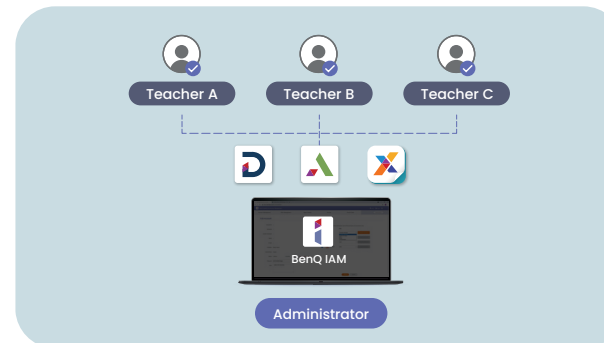 Teacher A
Teacher B
Teacher C
BenQ IAM
Administrator